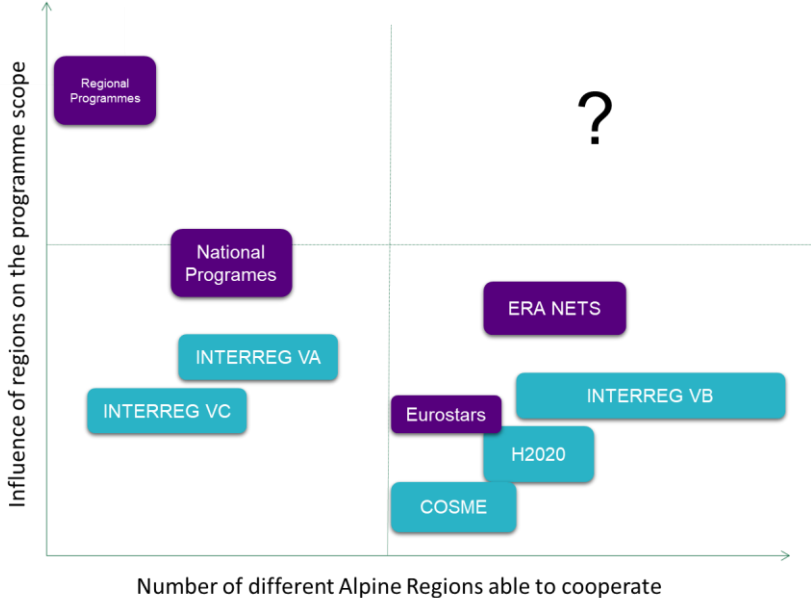 Influence of regions on the programme scope
Regional
Programmes
?
National
Programes
ERA NETS
INTERREG VA
INTERREG VB
INTERREG VC
Eurostars
H2020
COSME
Number of different Alpine Regions able to cooperate